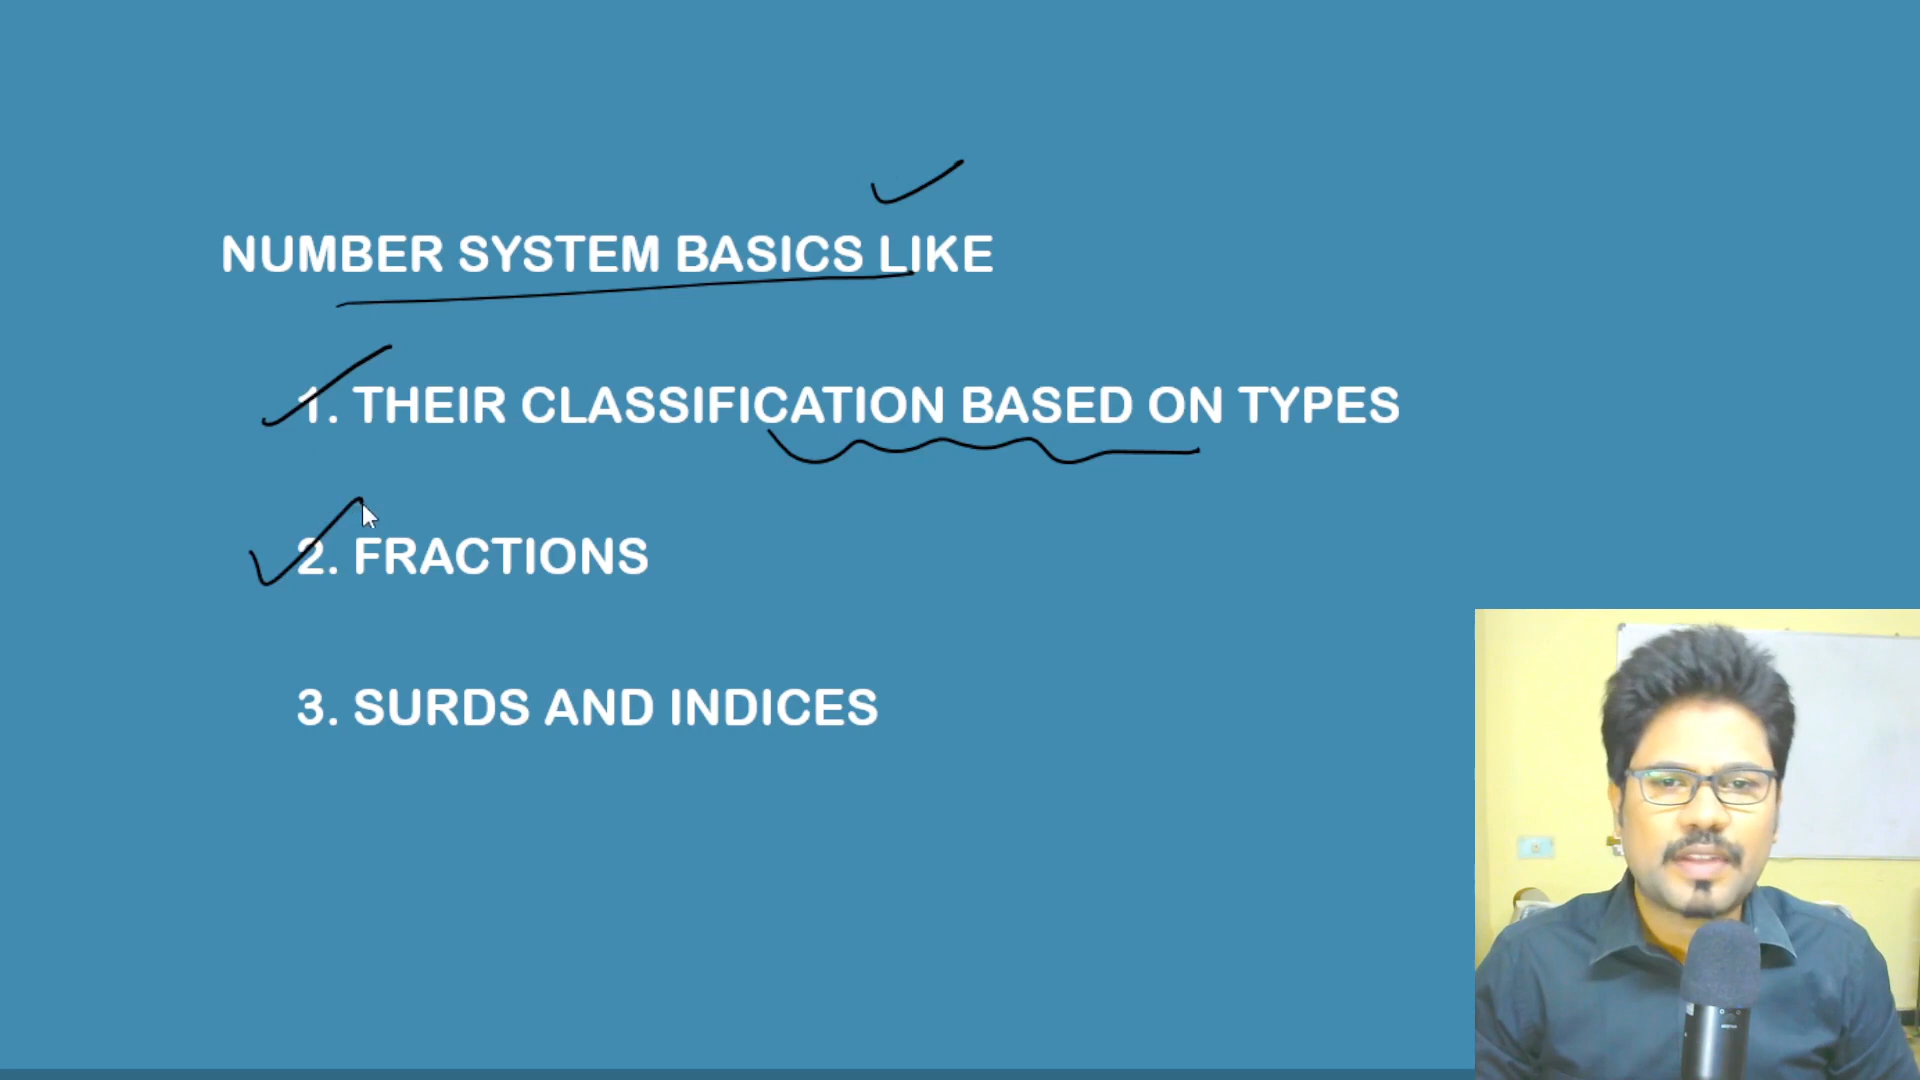 NUMBER SYSTEM BASICS LIKE
1. THEIR CLASSIFICATION BASED ON TYPES
2. FRACTIONS
3. SURDS AND INDICES